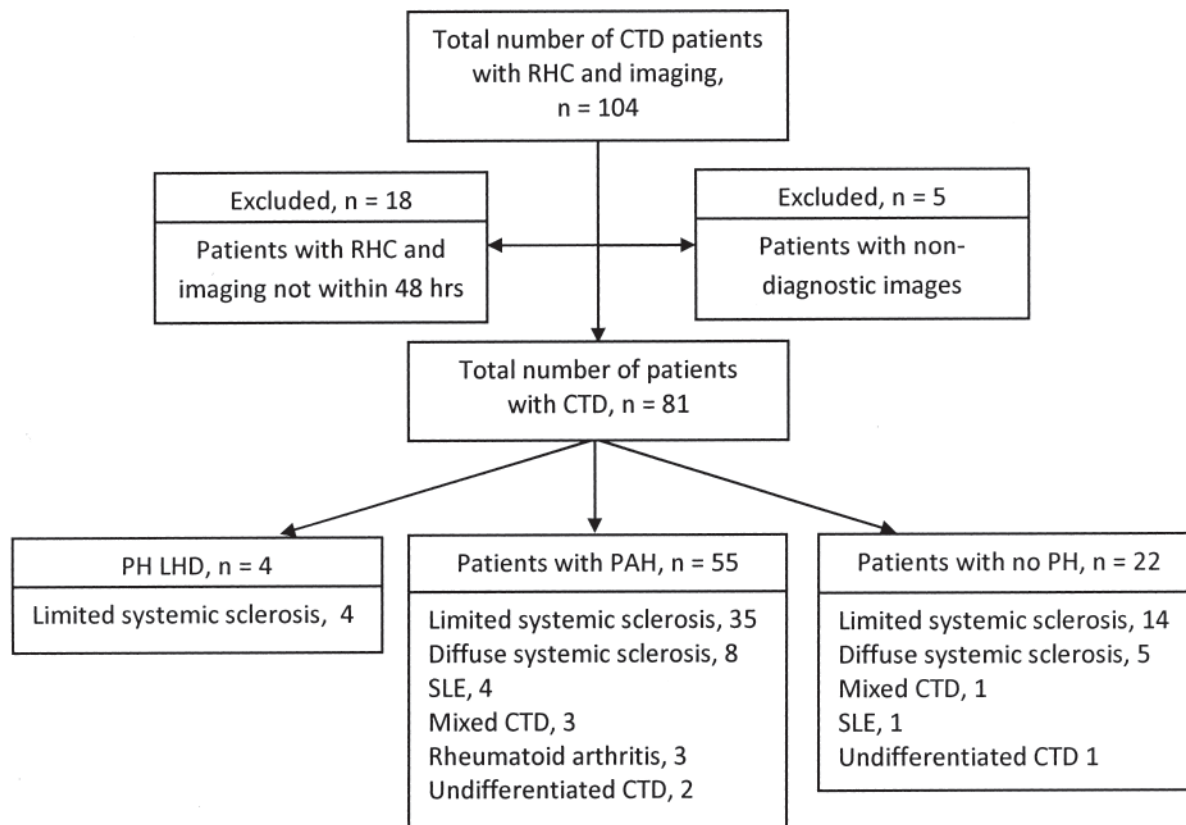 Total number of CTD patients
with RHC and imaging,
n = 104
Excluded, n = 18
Patients with RHC and
imaging not within 48 hrs
Excluded, n = 5
Patients with non-
diagnostic images
Total number of patients
with CTD, n = 81
PH LHD, n = 4
Limited systemic sclerosis, 4
Patients with PAH, n = 55
Limited systemic sclerosis, 35
Diffuse systemic sclerosis, 8
SLE, 4
Mixed CTD, 3
Rheumatoid arthritis, 3
Undifferentiated CTD, 2
Patients with no PH, n = 22
Limited systemic sclerosis, 14
Diffuse systemic sclerosis, 5
Mixed CTD, 1
SLE, 1
Undifferentiated CTD 1